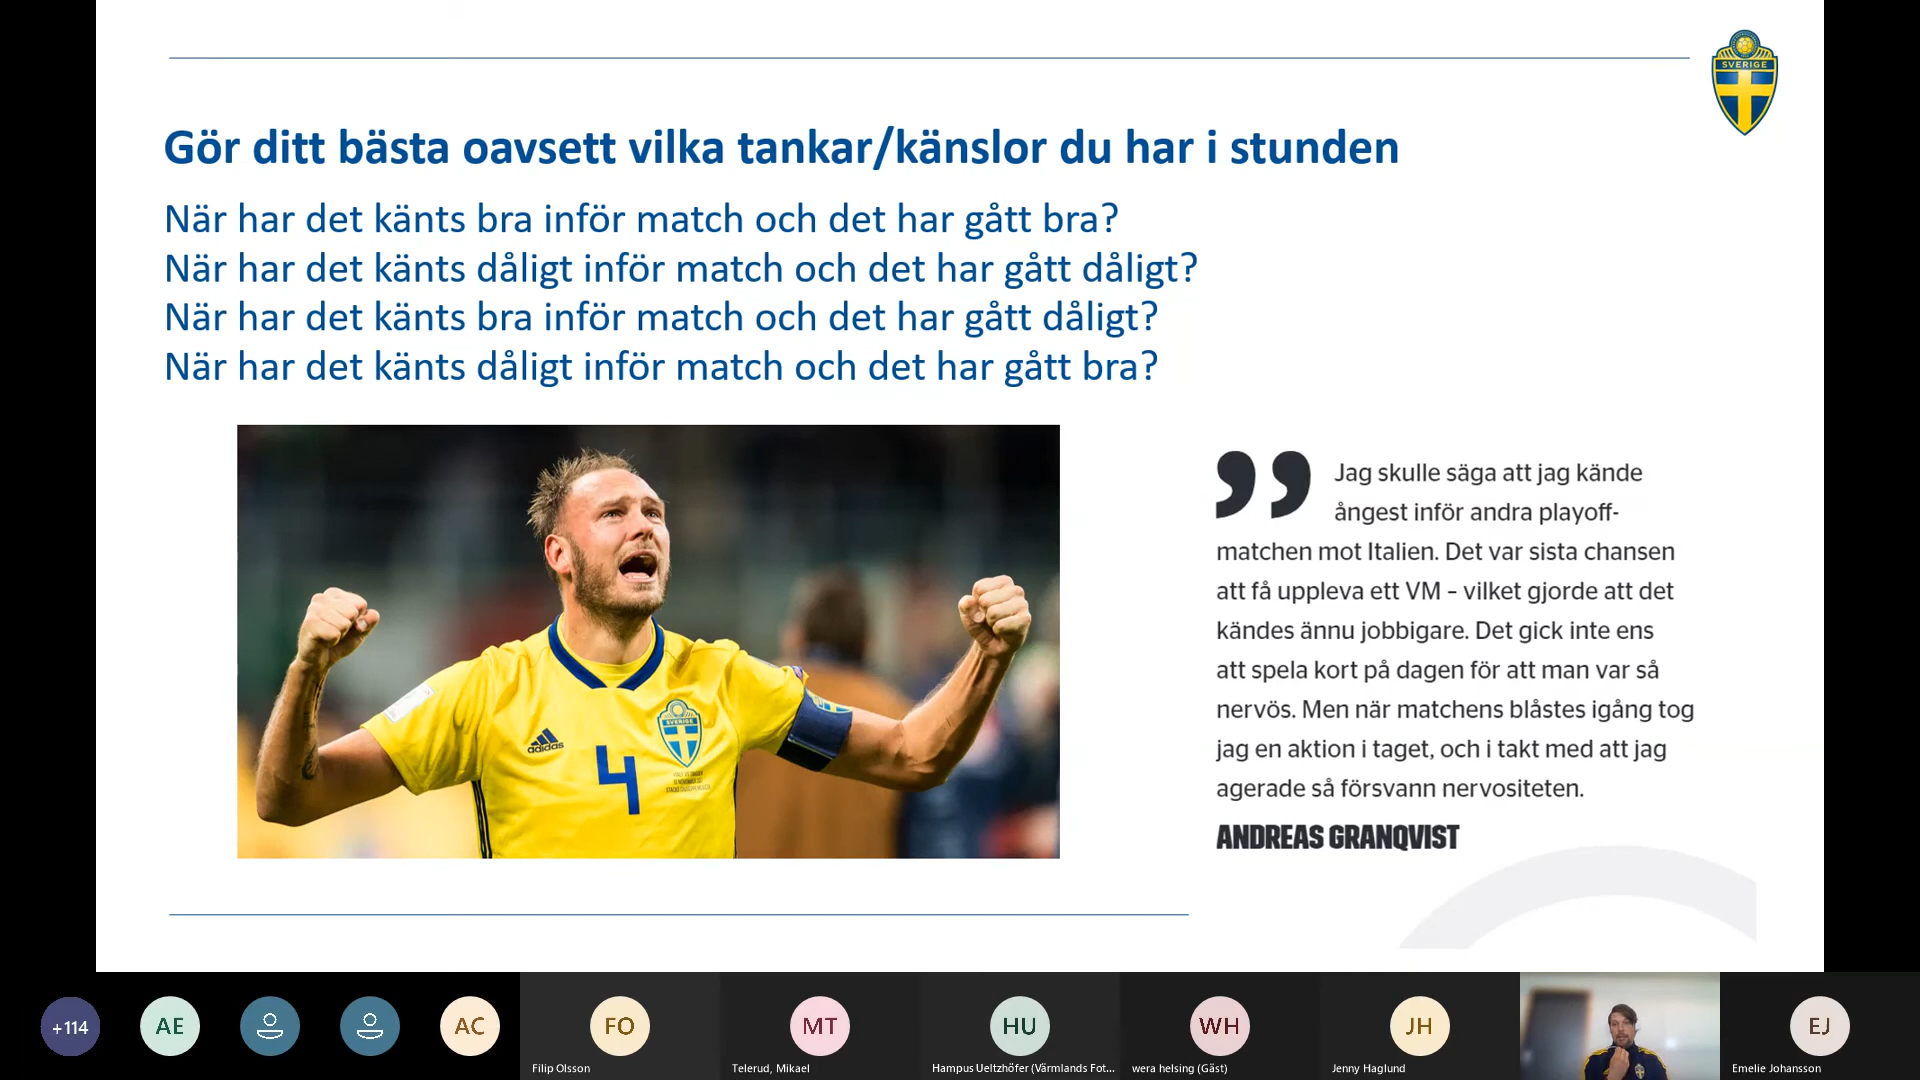 SVERIGE
Gör ditt bästa oavsett vilka tankar/känslor du har i stunden
När har det känts bra inför match och det har gått bra?
När har det känts dåligt inför match och det har gått dåligt?
När har det känts bra inför match och det har gått dåligt?
När har det känts dåligt inför match och det har gått bra?
SVERIGE
adidas
4
Jag skulle säga att jag kände
ångest inför andra playoff-
matchen mot Italien. Det var sista chansen
att få uppleva ett VM – vilket gjorde att det
kändes ännu jobbigare. Det gick inte ens
att spela kort på dagen för att man var så
nervös. Men när matchens blåstes igång tog
jag en aktion i taget, och i takt med att jag
agerade så försvann nervositeten.
ANDREAS GRANQVIST
+114
AE
AC
FO
MT
HU
WH
JH
EJ
Filip Olsson
Telerud, Mikael
Hampus Ueltzhöfer (Värmlands Fot...
wera helsing (Gäst)
Jenny Haglund
Emelie Johansson